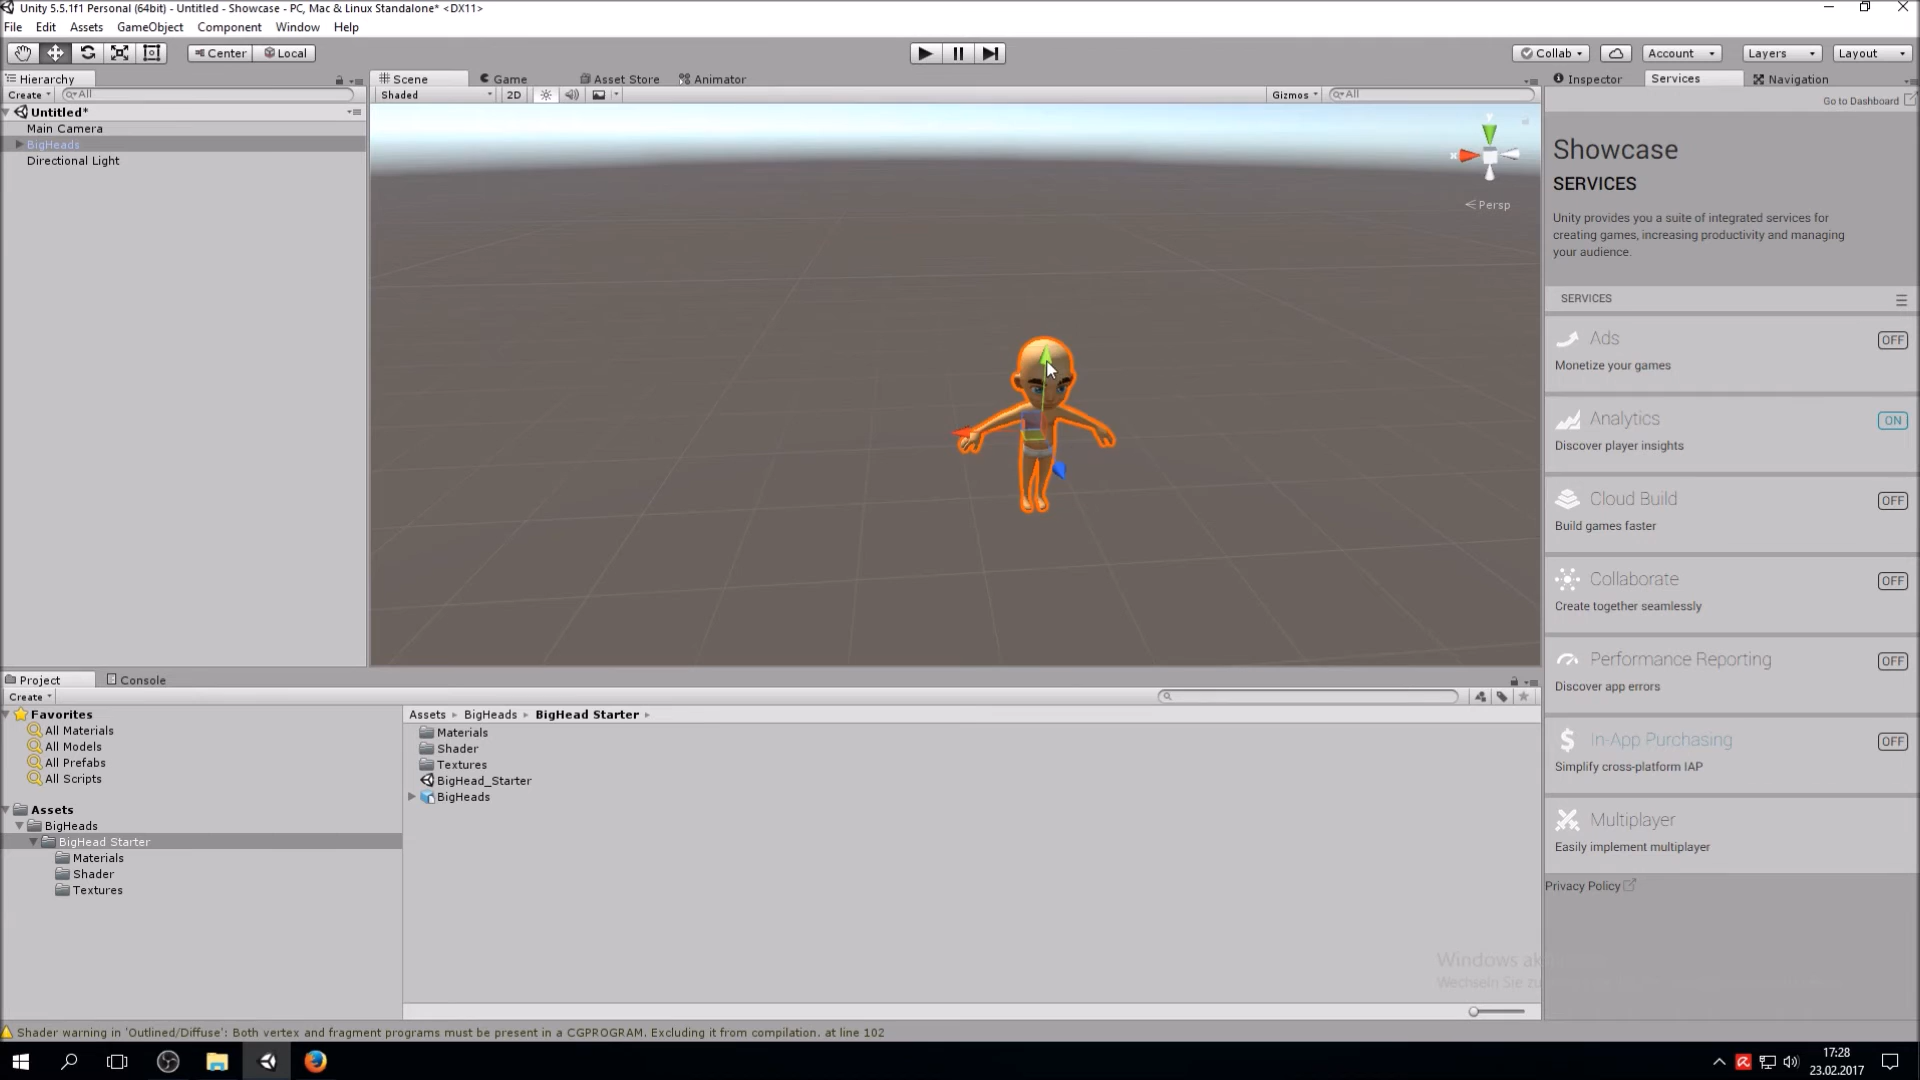 Unity 5.5.1f1 Personal (64bit) - Untitled - Showcase - PC, Mac & Linux Standalone* <DX11>
File Edit Assets GameObject Component Window Help
Center Local
Collab Account Layers Layout
Hierarchy
Scene Game Asset Store Animator
Inspector Services Navigation
Create All
Shaded 2D Gizmos All
Go to Dashboard
Untitled*
Main Camera
BigHeads
Directional Light
y
x
Persp
Showcase
SERVICES
Unity provides you a suite of integrated services for
creating games, increasing productivity and managing
your audience.
SERVICES
Ads OFF
Monetize your games
Analytics ON
Discover player insights
Cloud Build OFF
Build games faster
Collaborate OFF
Create together seamlessly
Performance Reporting OFF
Discover app errors
In-App Purchasing OFF
Simplify cross-platform IAP
Multiplayer
Easily implement multiplayer
Privacy Policy
Project Console
Create
Favorites
All Materials
All Models
All Prefabs
All Scripts
Assets
BigHeads
BigHead Starter
Materials
Shader
Textures
Assets BigHeads BigHead Starter
Materials
Shader
Textures
BigHead_Starter
BigHeads
Windows ak
Wechseln Sie zu
Shader warning in 'Outlined/Diffuse': Both vertex and fragment programs must be present in a CGPROGRAM. Excluding it from compilation. at line 102
17:28
23.02.2017